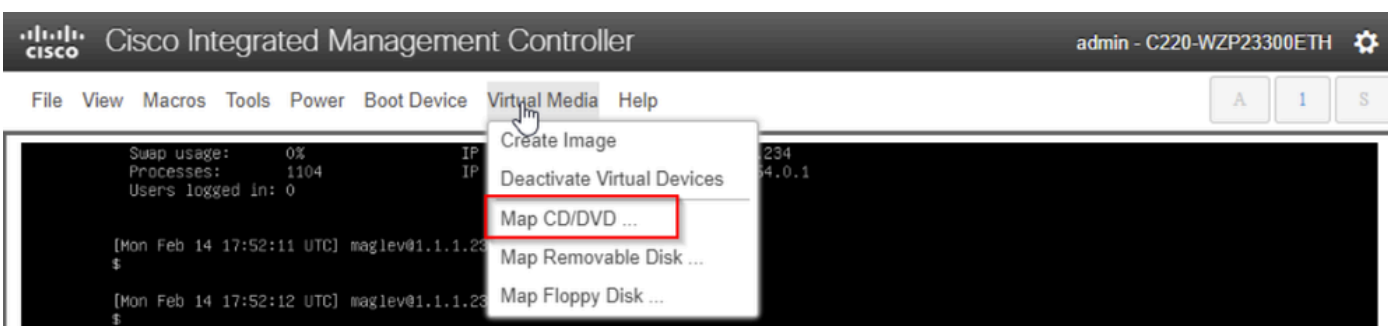 cisco Cisco Integrated Management Controller admin - C220-WZP23300ETH
File View Macros Tools Power Boot Device Virtual Media Help A 1 S
Create Image
Deactivate Virtual Devices
Map CD/DVD ...
Map Removable Disk ...
Map Floppy Disk ...
Swap usage: 0% IP .234
Processes: 1104 IP 54.0.1
Users logged in: 0
[Mon Feb 14 17:52:11 UTC] maglev@1.1.1.23
$
[Mon Feb 14 17:52:12 UTC] maglev@1.1.1.23
$